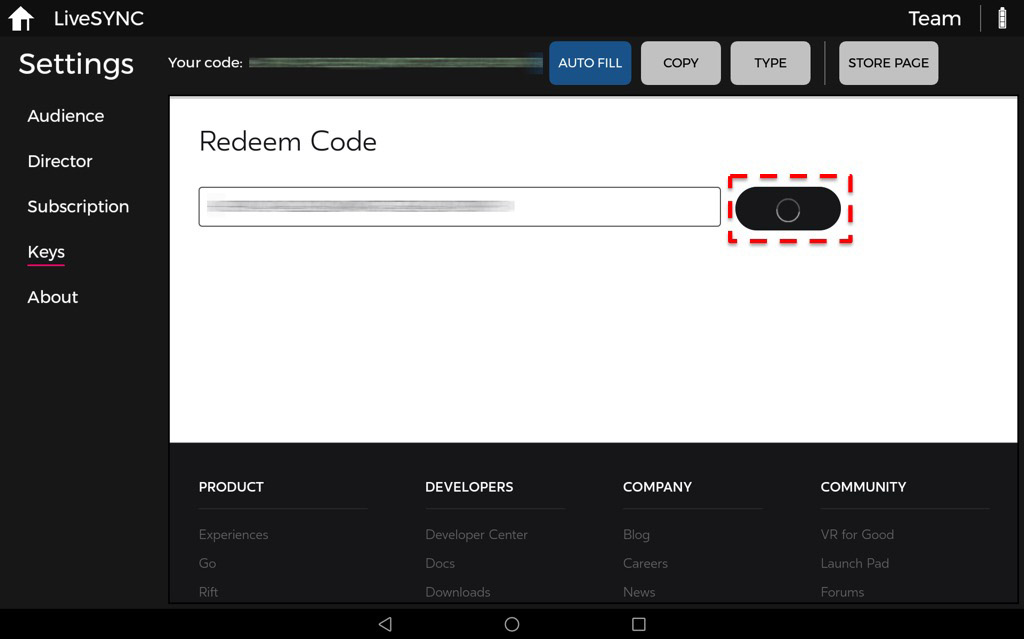 LiveSYNC
Team
Settings
Your code:
AUTO FILL
COPY
TYPE
STORE PAGE
Audience
Director
Subscription
Keys
About
Redeem Code
PRODUCT
DEVELOPERS
COMPANY
COMMUNITY
Experiences
Developer Center
Blog
VR for Good
Go
Docs
Careers
Launch Pad
Rift
Downloads
News
Forums